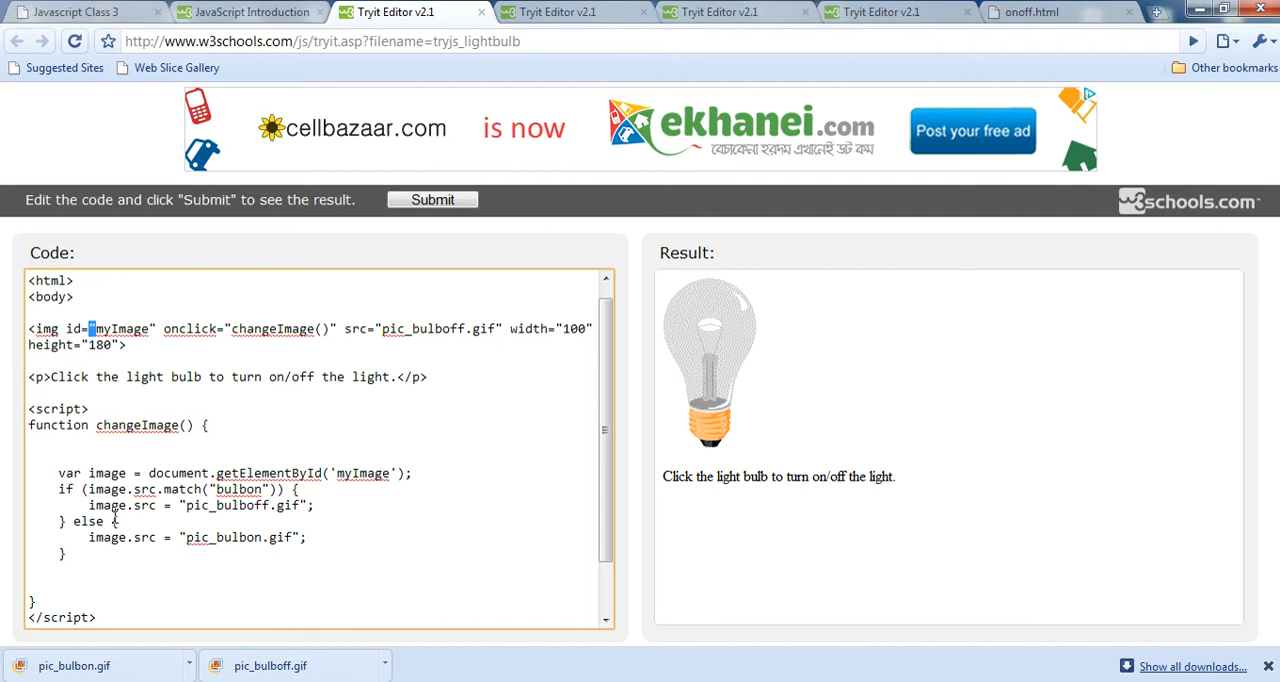 Javascript Class 3
JavaScript Introduction
Tryit Editor v2.1
Tryit Editor v2.1
Tryit Editor v2.1
Tryit Editor v2.1
onoff.html
http://www.w3schools.com/js/tryit.asp?filename=tryjs_lightbulb
Suggested Sites
Web Slice Gallery
Other bookmarks
cellbazaar.com
is now
ekhanei.com
বেচাকেনা হরদম এখানেই ডট কম
Post your free ad
Edit the code and click "Submit" to see the result.
Submit
w3schools.com
Code:
<html>
<body>
<img id="myImage" onclick="changeImage()" src="pic_bulboff.gif" width="100"
height="180">
<p>Click the light bulb to turn on/off the light.</p>
<script>
function changeImage() {
var image = document.getElementById('myImage');
if (image.src.match("bulbon")) {
image.src = "pic_bulboff.gif";
} else {
image.src = "pic_bulbon.gif";
}
}
</script>
Result:
Click the light bulb to turn on/off the light.
pic_bulbon.gif
pic_bulboff.gif
Show all downloads...